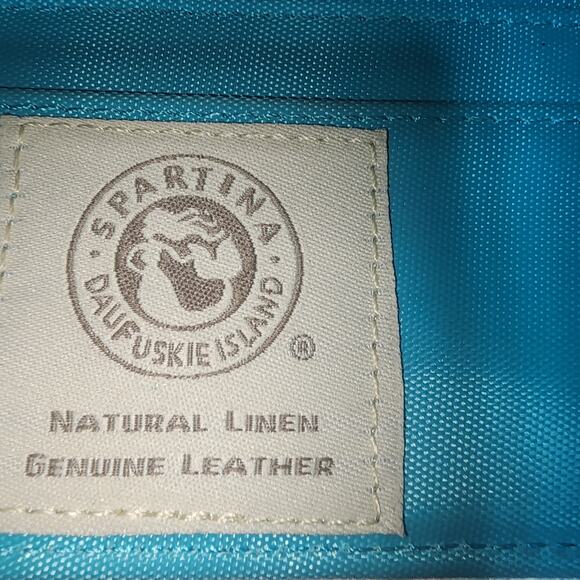 · SPARTINA ·
DAUFUSKIE ISLAND
®
NATURAL LINEN
GENUINE LEATHER